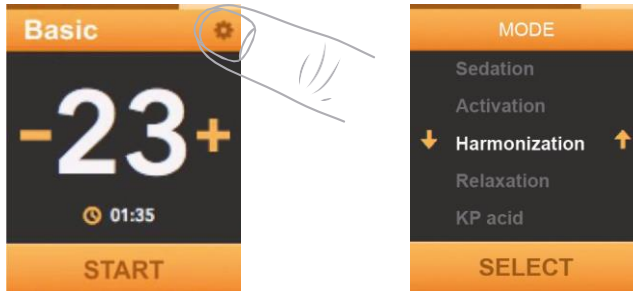 Basic
-23+
01:35
START
MODE
Sedation
Activation
Harmonization
Relaxation
KP acid
SELECT